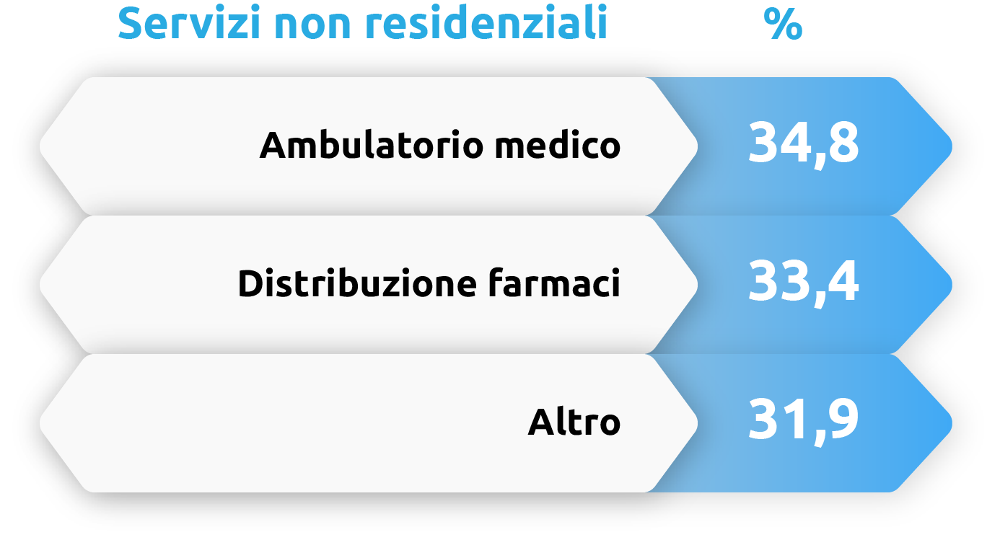 Servizi non residenziali %
Ambulatorio medico 34,8
Distribuzione farmaci 33,4
Altro 31,9